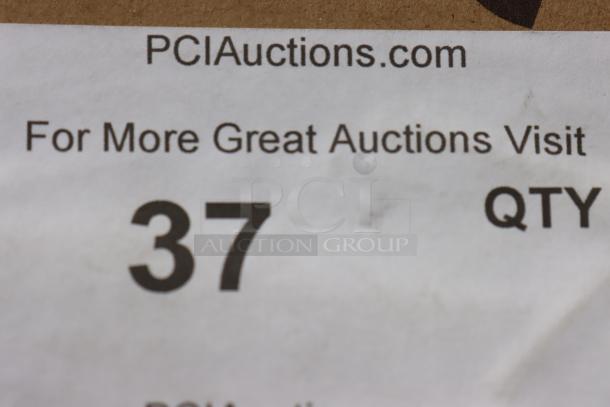 PCIAuctions.com
For More Great Auctions Visit
37 QTY
PCI
AUCTION GROUP